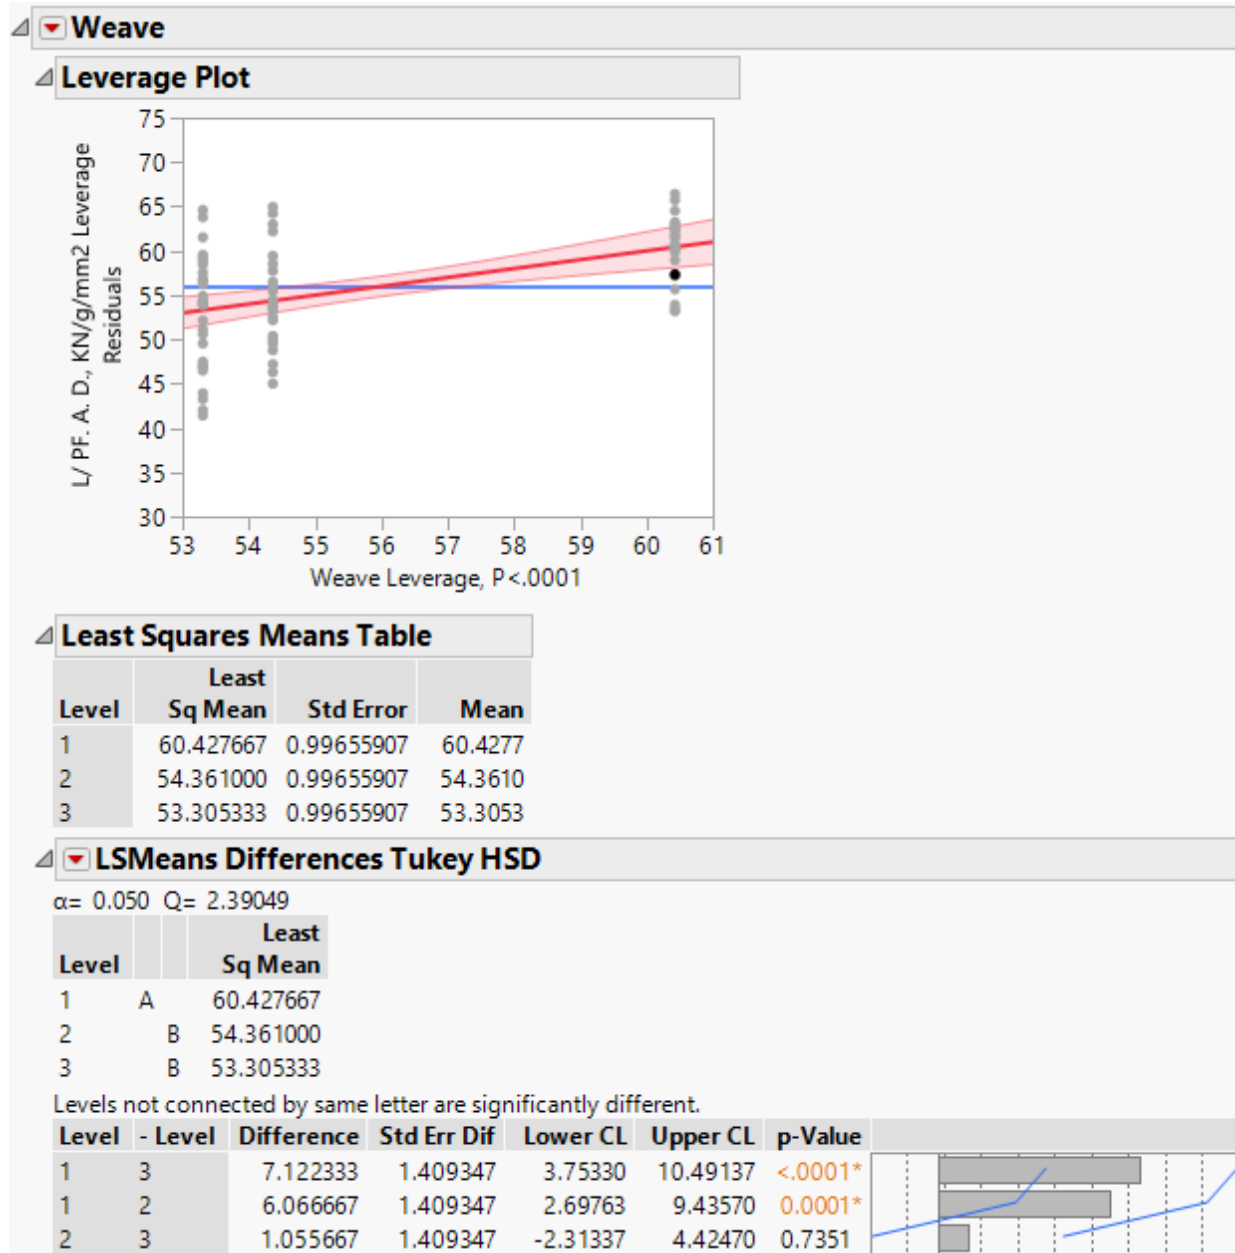 Weave
Leverage Plot
75
70
65
60
55
50
45
40
35
30
L/ PF. A. D., KN/g/mm2 Leverage
Residuals
53 54 55 56 57 58 59 60 61
Weave Leverage, P<.0001
Least Squares Means Table
Least
Level Sq Mean Std Error Mean
1 60.427667 0.99655907 60.4277
2 54.361000 0.99655907 54.3610
3 53.305333 0.99655907 53.3053
LSMeans Differences Tukey HSD
α= 0.050 Q= 2.39049
Least
Level Sq Mean
1 A 60.427667
2 B 54.361000
3 B 53.305333
Levels not connected by same letter are significantly different.
Level - Level Difference Std Err Dif Lower CL Upper CL p-Value
1 3 7.122333 1.409347 3.75330 10.49137 <.0001*
1 2 6.066667 1.409347 2.69763 9.43570 0.0001*
2 3 1.055667 1.409347 -2.31337 4.42470 0.7351